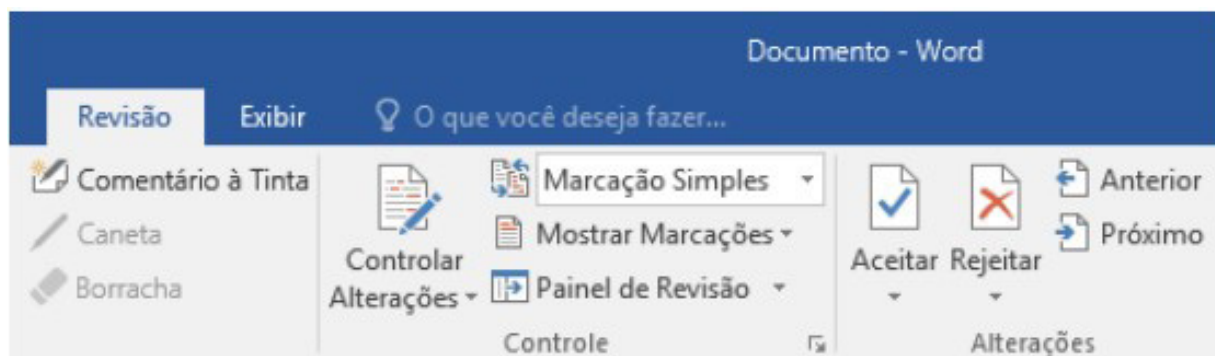 Documento - Word
Revisão Exibir O que você deseja fazer...
Comentário à Tinta
Caneta
Borracha
Controlar
Alterações
Marcação Simples
Mostrar Marcações
Painel de Revisão
Controle
Aceitar Rejeitar
Anterior
Próximo
Alterações